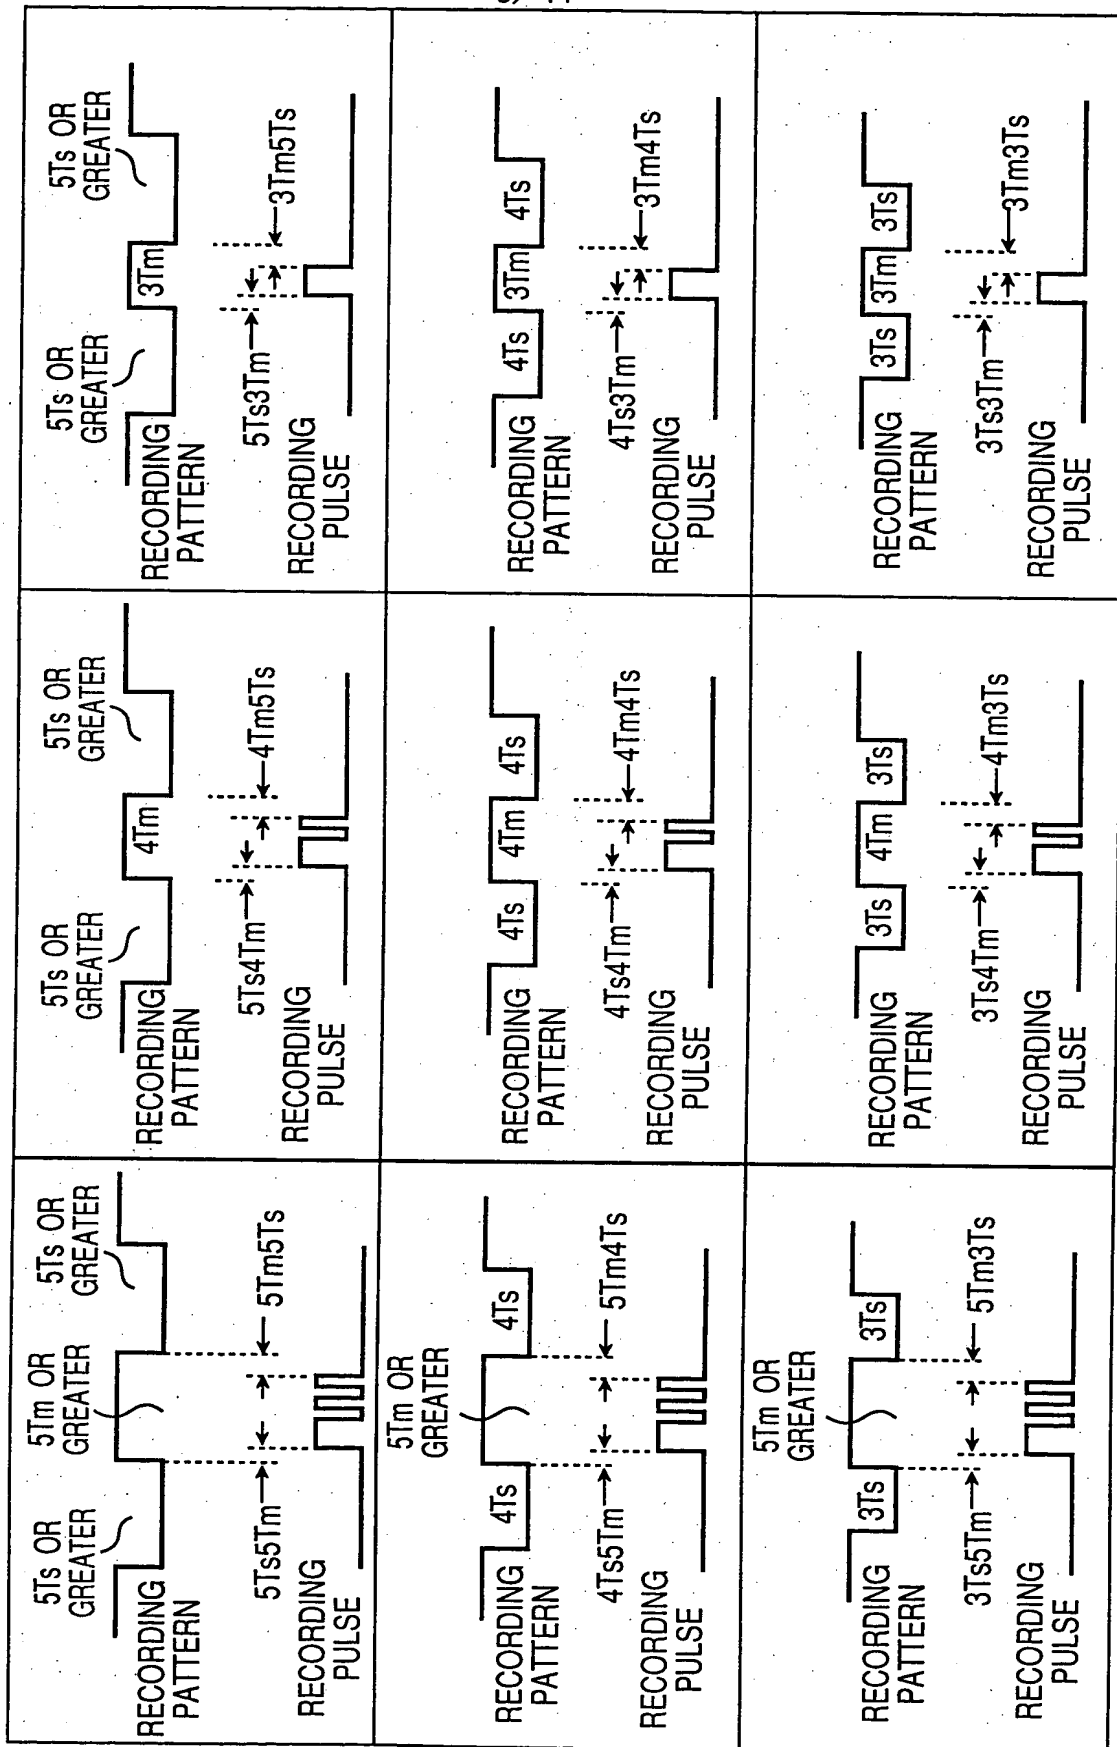 5Ts OR
GREATER
5Tm OR
GREATER
5Ts OR
GREATER
RECORDING
PATTERN
5Ts5Tm
5Tm5Ts
RECORDING
PULSE
5Ts OR
GREATER
4Tm
5Ts OR
GREATER
RECORDING
PATTERN
5Ts4Tm
4Tm5Ts
RECORDING
PULSE
5Ts OR
GREATER
3Tm
5Ts OR
GREATER
RECORDING
PATTERN
5Ts3Tm
3Tm5Ts
RECORDING
PULSE
5Tm OR
GREATER
4Ts
4Ts
RECORDING
PATTERN
4Ts5Tm
5Tm4Ts
RECORDING
PULSE
4Ts
4Tm
4Ts
RECORDING
PATTERN
4Ts4Tm
4Tm4Ts
RECORDING
PULSE
4Ts
3Tm
4Ts
RECORDING
PATTERN
4Ts3Tm
3Tm4Ts
RECORDING
PULSE
5Tm OR
GREATER
3Ts
3Ts
RECORDING
PATTERN
3Ts5Tm
5Tm3Ts
RECORDING
PULSE
3Ts
4Tm
3Ts
RECORDING
PATTERN
3Ts4Tm
4Tm3Ts
RECORDING
PULSE
3Ts
3Tm
3Ts
RECORDING
PATTERN
3Ts3Tm
3Tm3Ts
RECORDING
PULSE